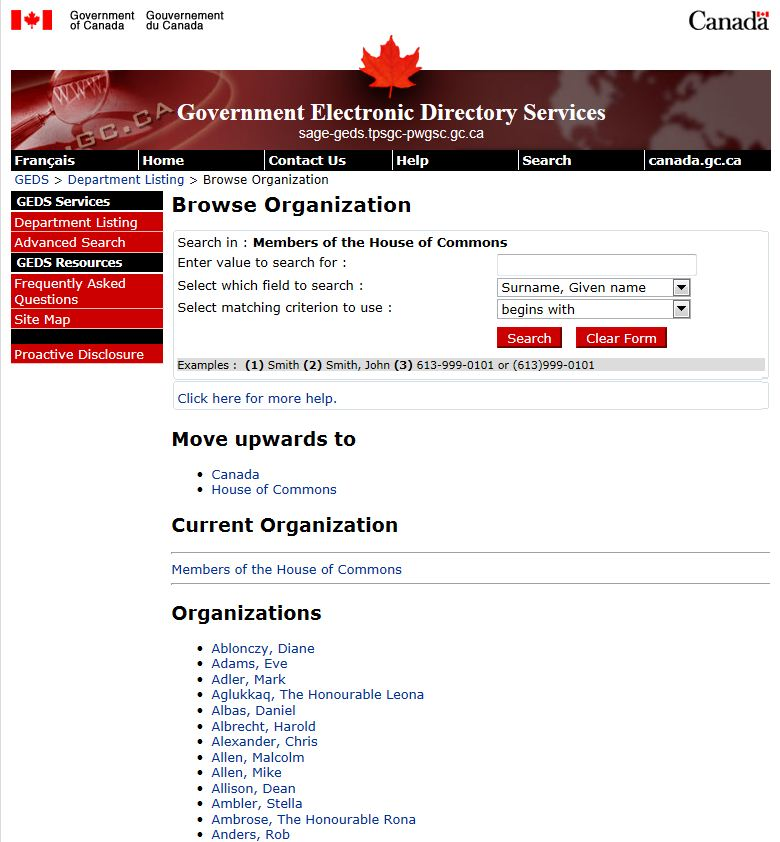 Government of Canada
Gouvernement du Canada
Canada
WWW.
.GC.CA
Government Electronic Directory Services
sage-geds.tpsgc-pwgsc.gc.ca
Français Home Contact Us Help Search canada.gc.ca
GEDS > Department Listing > Browse Organization
GEDS Services
Department Listing
Advanced Search
GEDS Resources
Frequently Asked
Questions
Site Map
Proactive Disclosure
Browse Organization
Search in : Members of the House of Commons
Enter value to search for :
Select which field to search : Surname, Given name
Select matching criterion to use : begins with
Search Clear Form
Examples : (1) Smith (2) Smith, John (3) 613-999-0101 or (613)999-0101
Click here for more help.
Move upwards to
• Canada
• House of Commons
Current Organization
Members of the House of Commons
Organizations
• Ablonczy, Diane
• Adams, Eve
• Adler, Mark
• Aglukkaq, The Honourable Leona
• Albas, Daniel
• Albrecht, Harold
• Alexander, Chris
• Allen, Malcolm
• Allen, Mike
• Allison, Dean
• Ambler, Stella
• Ambrose, The Honourable Rona
• Anders, Rob